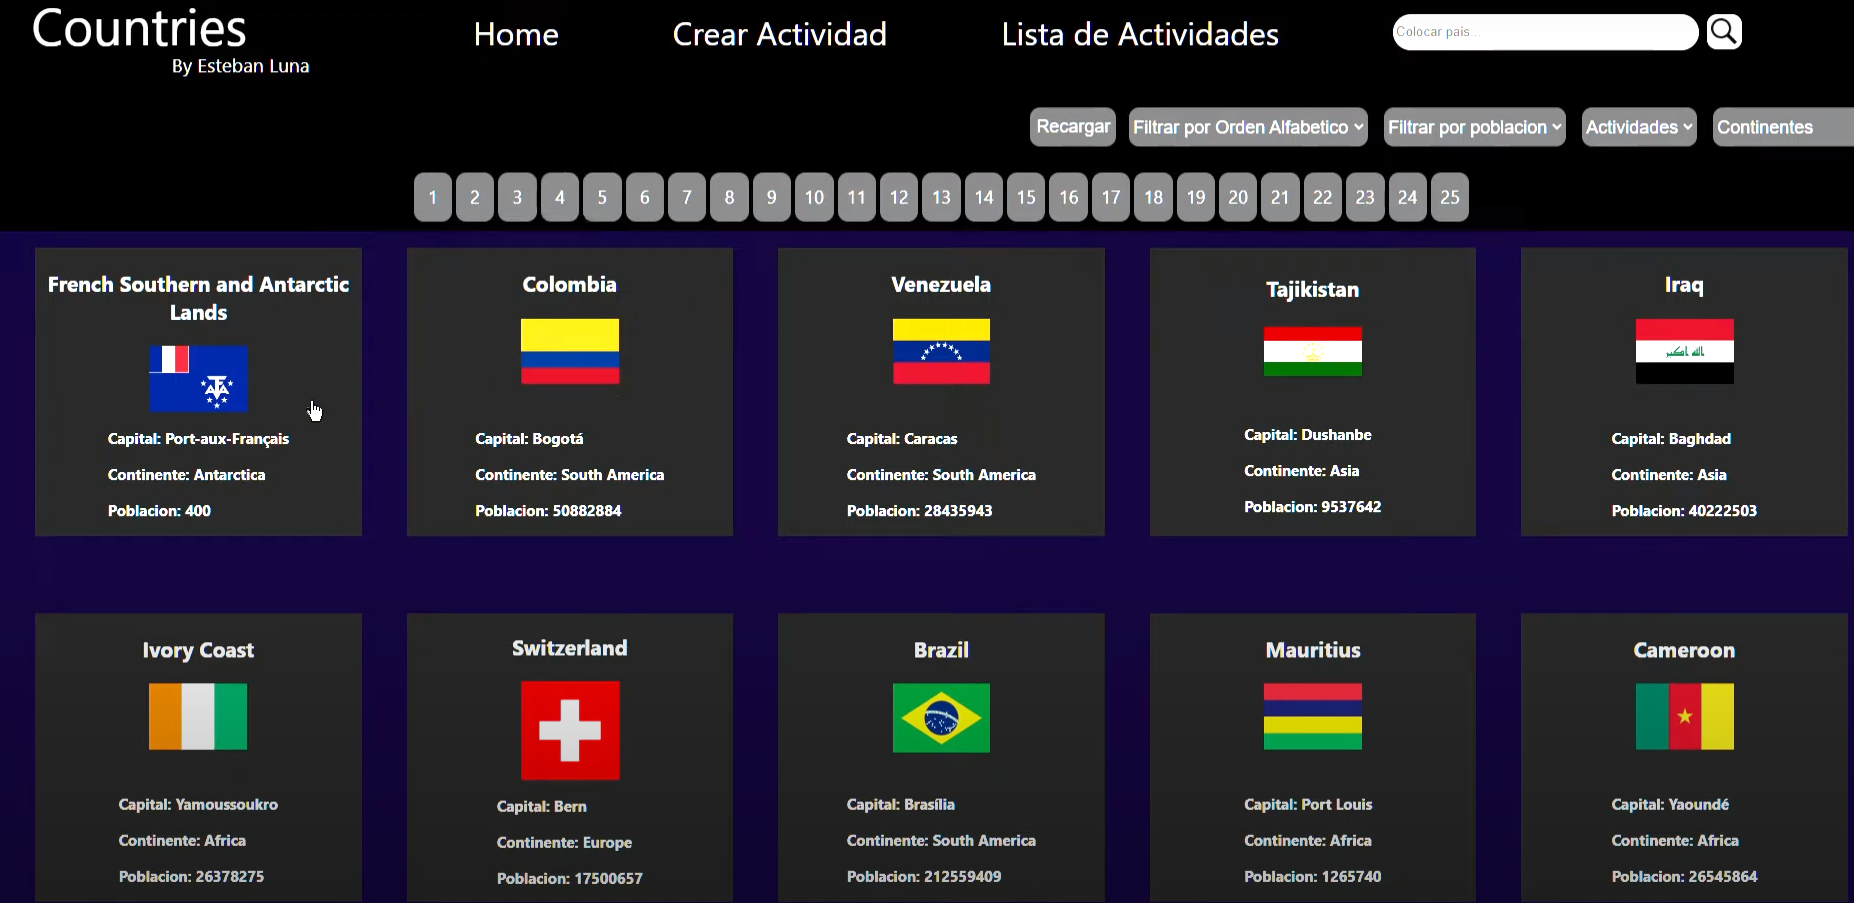 Countries
By Esteban Luna
Home
Crear Actividad
Lista de Actividades
Colocar pais...
Recargar
Filtrar por Orden Alfabetico
Filtrar por poblacion
Actividades
Continentes
1 2 3 4 5 6 7 8 9 10 11 12 13 14 15 16 17 18 19 20 21 22 23 24 25
French Southern and Antarctic
Lands
Capital: Port-aux-Français
Continente: Antarctica
Poblacion: 400
Colombia
Capital: Bogotá
Continente: South America
Poblacion: 50882884
Venezuela
Capital: Caracas
Continente: South America
Poblacion: 28435943
Tajikistan
Capital: Dushanbe
Continente: Asia
Poblacion: 9537642
Iraq
الله اكبر
Capital: Baghdad
Continente: Asia
Poblacion: 40222503
Ivory Coast
Capital: Yamoussoukro
Continente: Africa
Poblacion: 26378275
Switzerland
Capital: Bern
Continente: Europe
Poblacion: 17500657
Brazil
Capital: Brasília
Continente: South America
Poblacion: 212559409
Mauritius
Capital: Port Louis
Continente: Africa
Poblacion: 1265740
Cameroon
Capital: Yaoundé
Continente: Africa
Poblacion: 26545864